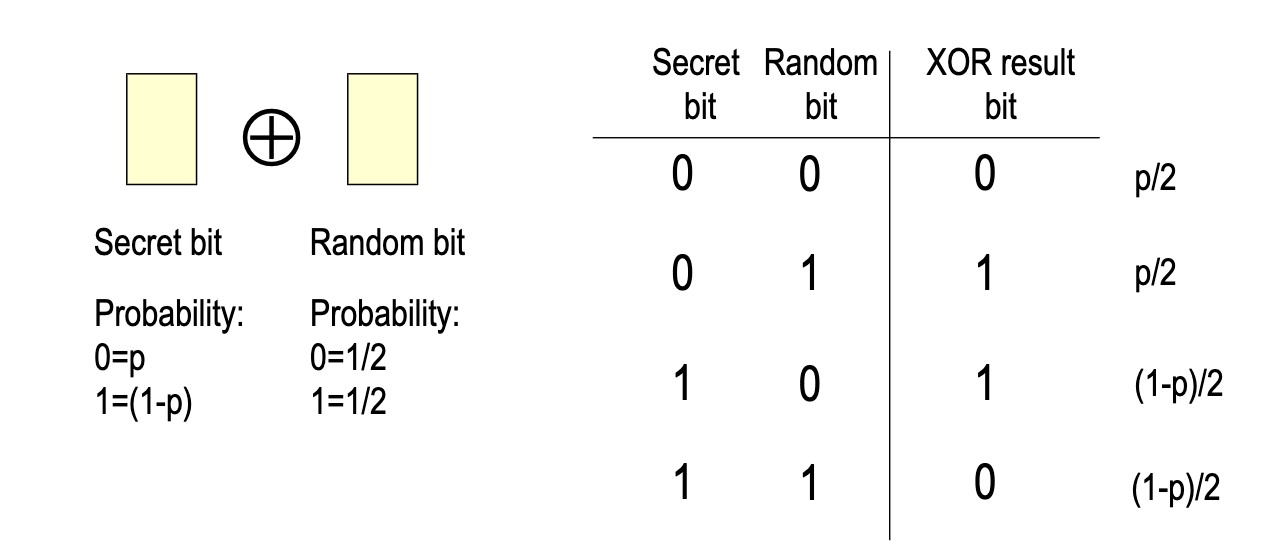 Secret bit
Random bit
Probability:
0=p
1=(1-p)
Probability:
0=1/2
1=1/2
Secret bit Random bit XOR result bit
0 0 0 p/2
0 1 1 p/2
1 0 1 (1-p)/2
1 1 0 (1-p)/2